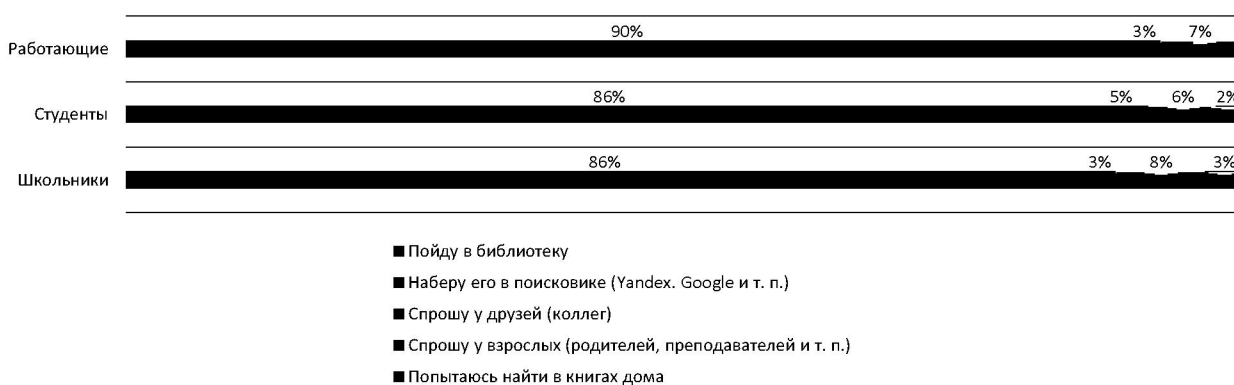 90% 3% 7%
Работающие
86% 5% 6% 2%
Студенты
86% 3% 8% 3%
Школьники
Пойду в библиотеку
Наберу его в поисковике (Yandex. Google и т. п.)
Спрошу у друзей (коллег)
Спрошу у взрослых (родителей, преподавателей и т. п.)
Попытаюсь найти в книгах дома